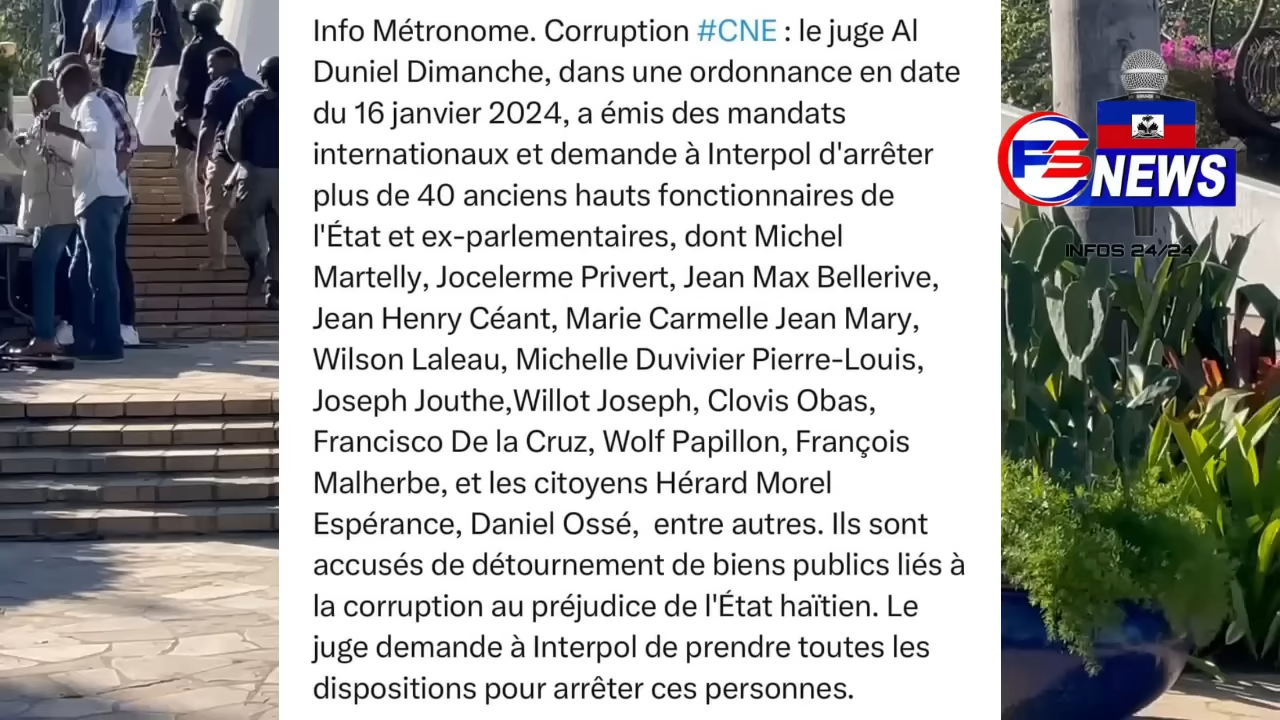 Info Métronome. Corruption #CNE : le juge Al
Duniel Dimanche, dans une ordonnance en date
du 16 janvier 2024, a émis des mandats
internationaux et demande à Interpol d'arrêter
plus de 40 anciens hauts fonctionnaires de
l'État et ex-parlementaires, dont Michel
Martelly, Jocelerme Privert, Jean Max Bellerive,
Jean Henry Céant, Marie Carmelle Jean Mary,
Wilson Laleau, Michelle Duvivier Pierre-Louis,
Joseph Jouthe,Willot Joseph, Clovis Obas,
Francisco De la Cruz, Wolf Papillon, François
Malherbe, et les citoyens Hérard Morel
Espérance, Daniel Ossé,  entre autres. Ils sont
accusés de détournement de biens publics liés à
la corruption au préjudice de l'État haïtien. Le
juge demande à Interpol de prendre toutes les
dispositions pour arrêter ces personnes.
NEWS
INFOS 24/24